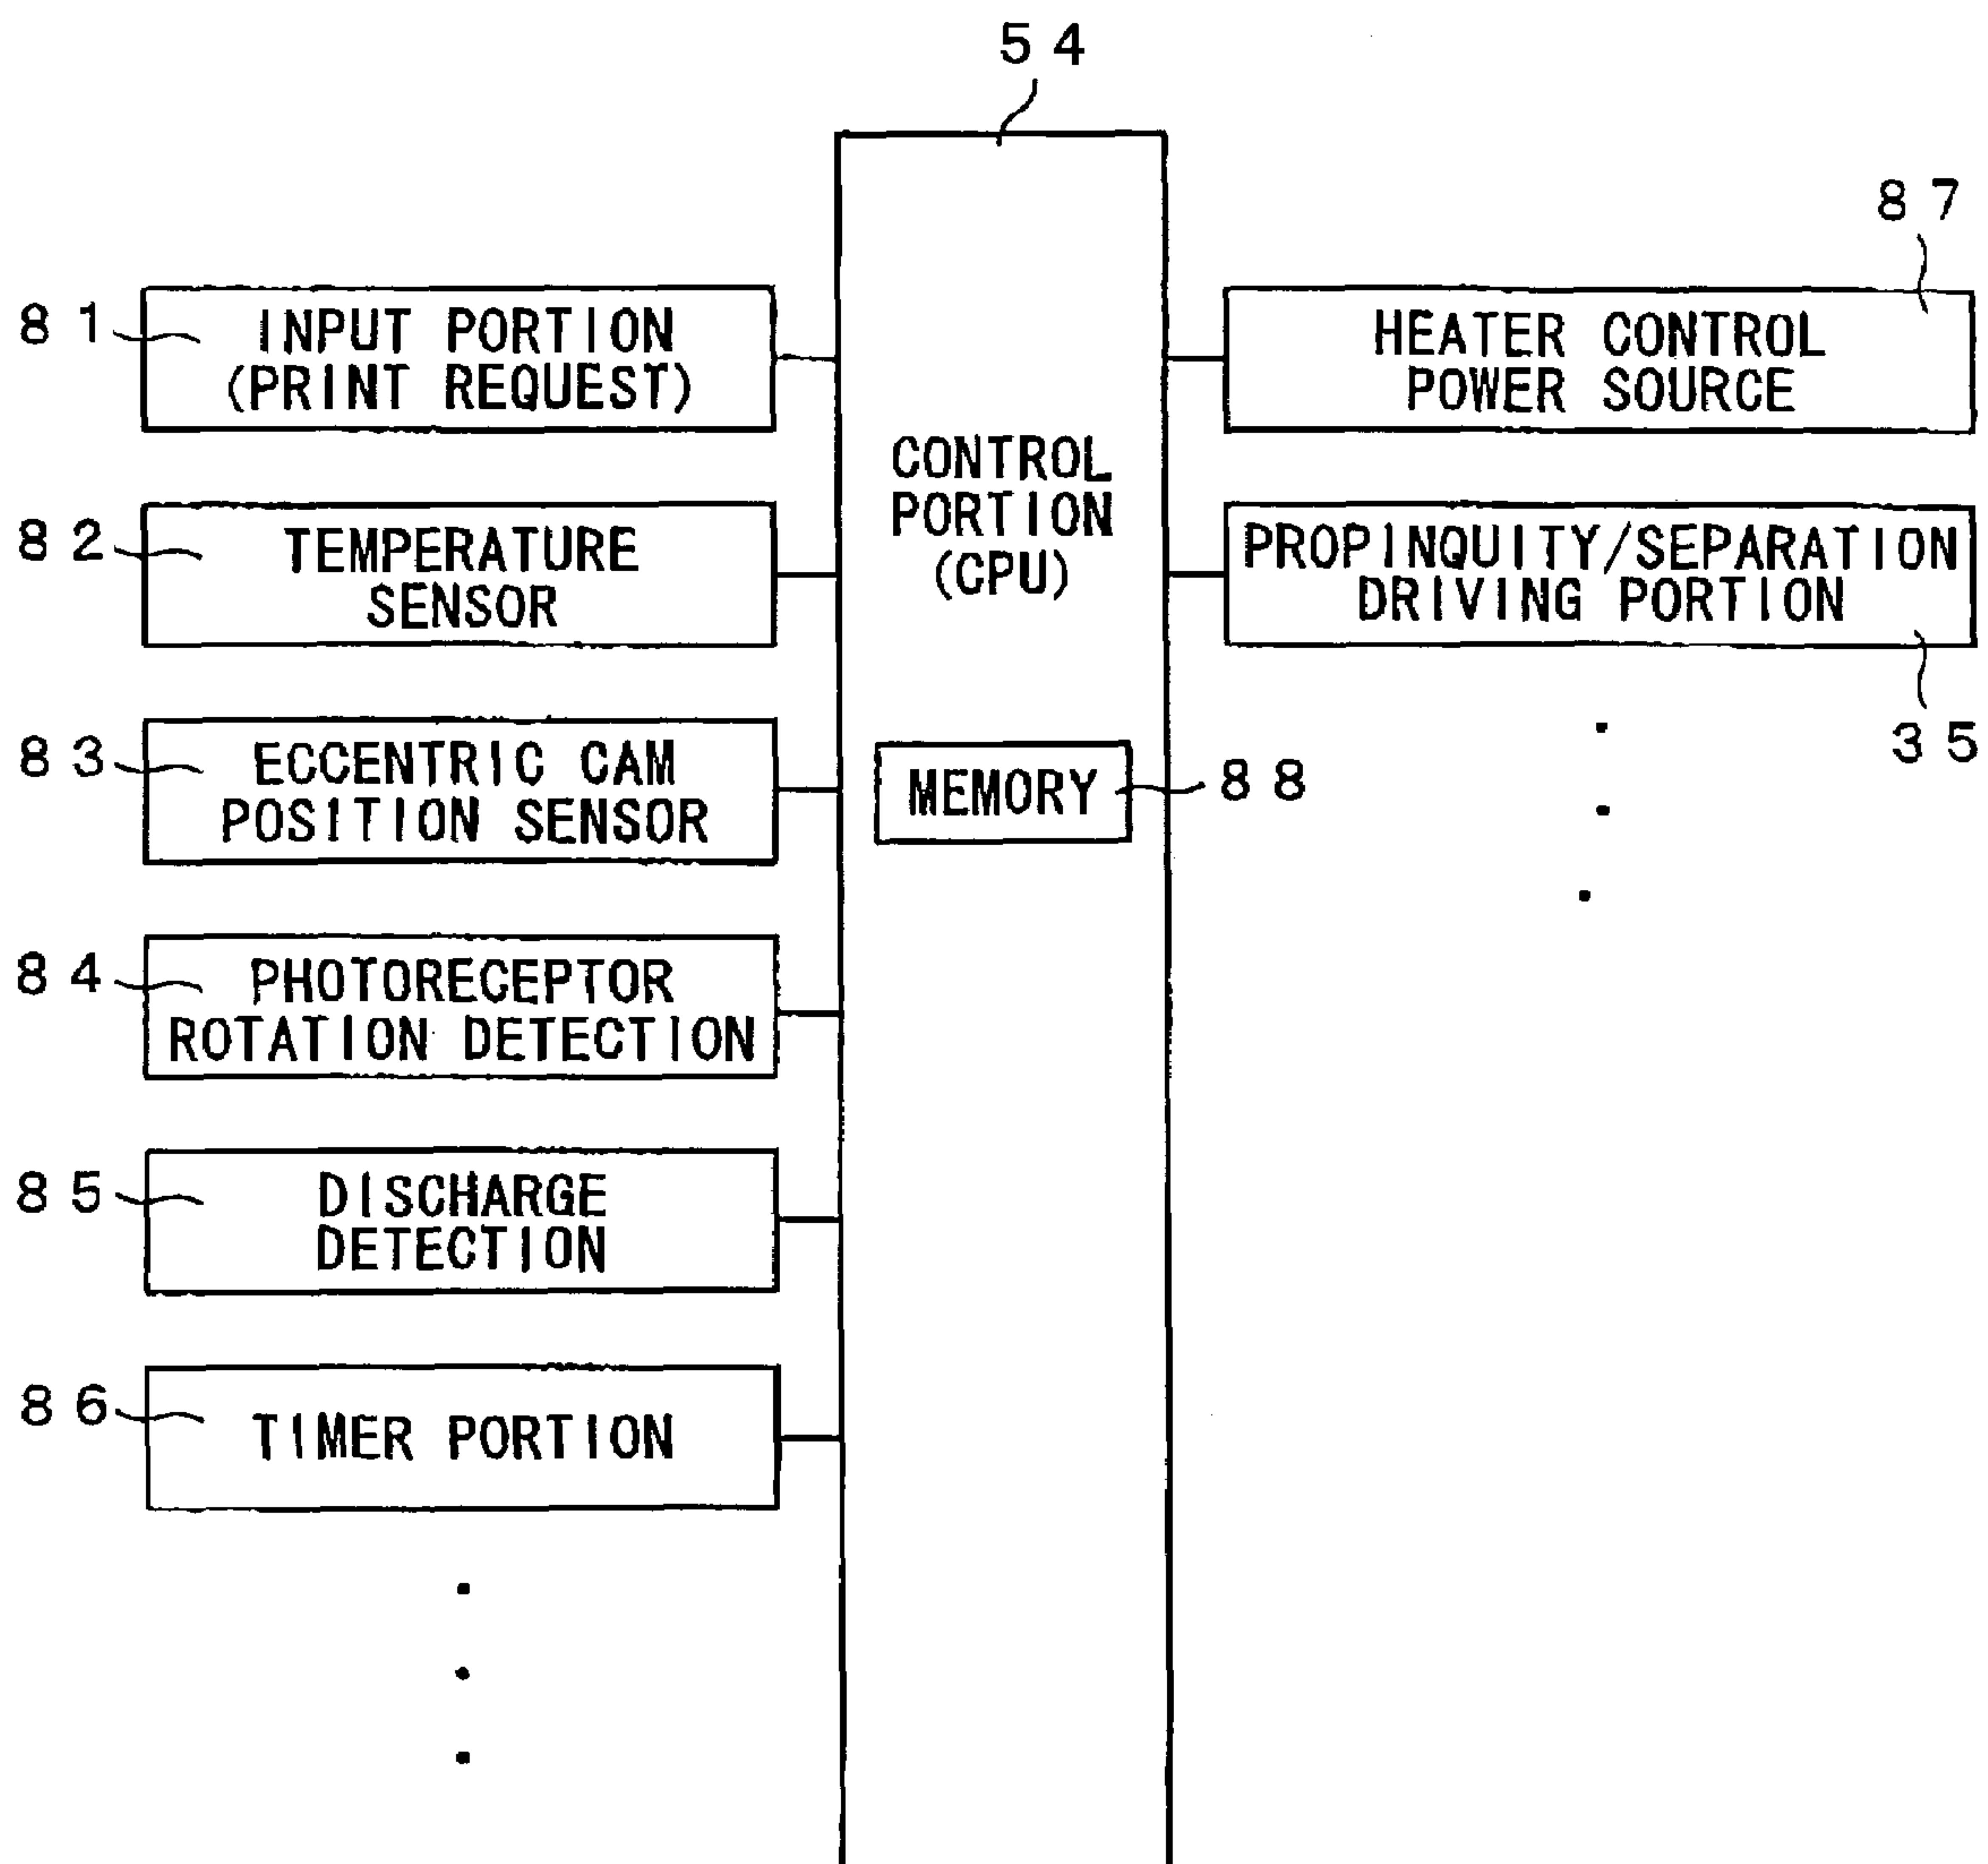 54
87
81
INPUT PORTION
(PRINT REQUEST)
HEATER CONTROL
POWER SOURCE
CONTROL
PORTION
(CPU)
82
TEMPERATURE
SENSOR
PROPINQUITY/SEPARATION
DRIVING PORTION
35
83
ECCENTRIC CAM
POSITION SENSOR
MEMORY
88
84
PHOTORECEPTOR
ROTATION DETECTION
85
DISCHARGE
DETECTION
86
TIMER PORTION